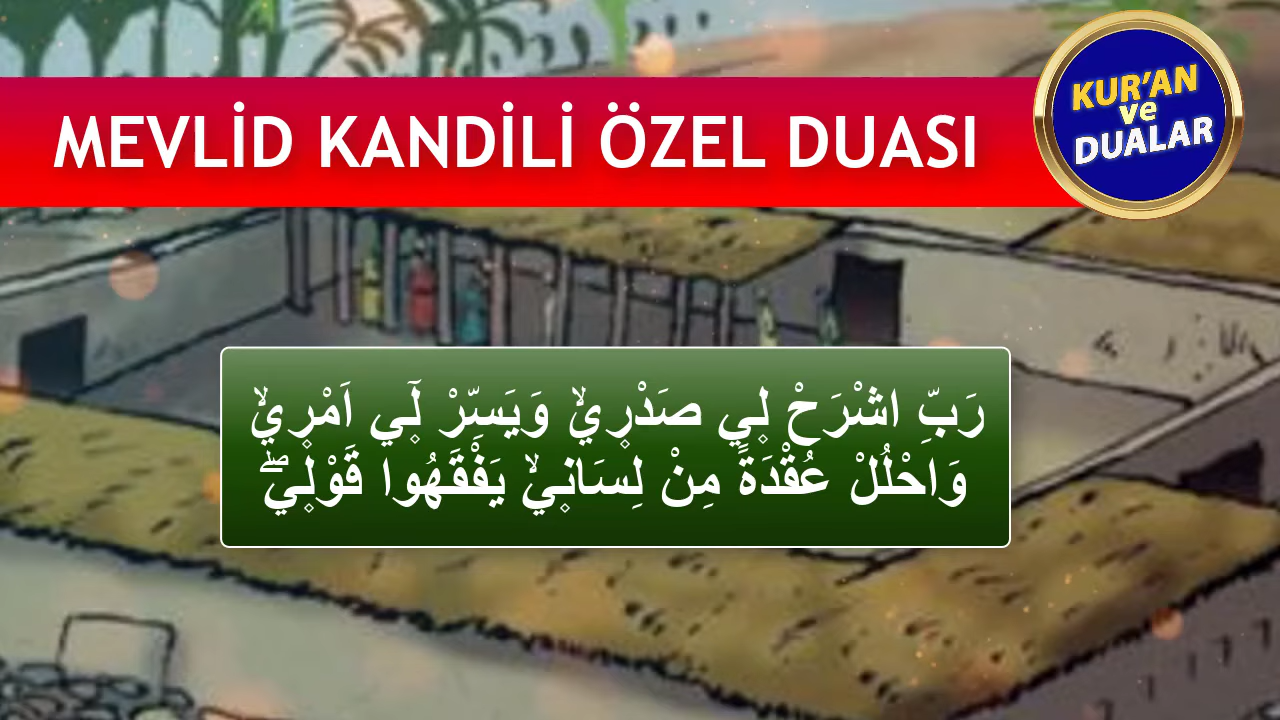 MEVLİD KANDİLİ ÖZEL DUASI
KUR'AN
ve
DUALAR
رَبِّ اشْرَحْ لٖي صَدْرٖيۙ وَيَسِّرْ لٖٓي اَمْرٖيۙ
وَاحْلُلْ عُقْدَةً مِنْ لِسَانٖيۙ يَفْقَهُوا قَوْلٖيۖ